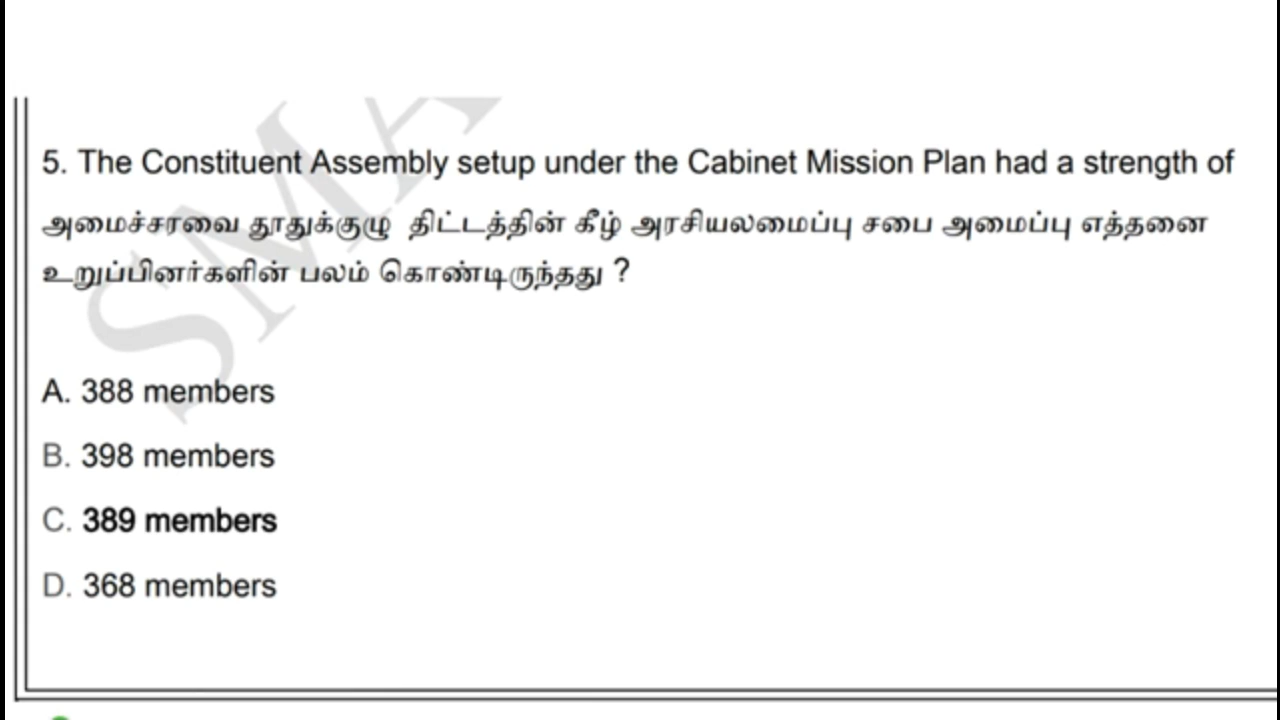 SMA
5. The Constituent Assembly setup under the Cabinet Mission Plan had a strength of
அமைச்சரவை தூதுக்குழு திட்டத்தின் கீழ் அரசியலமைப்பு சபை அமைப்பு எத்தனை
உறுப்பினர்களின் பலம் கொண்டிருந்தது ?
A. 388 members
B. 398 members
C. 389 members
D. 368 members